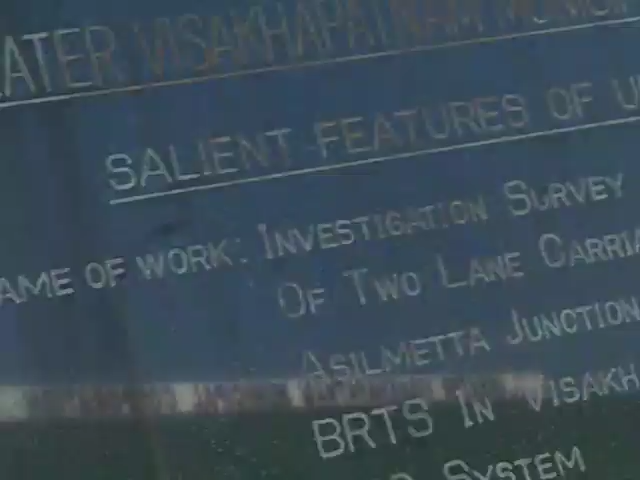 ATER VISAKHAPATNAM MUNI
SALIENT FEATURES OF U
AME OF WORK: INVESTIGATION SURVEY
OF TWO LANE CARRIA
ASILMETTA JUNCTION
BRTS IN VISAKH
SYSTEM